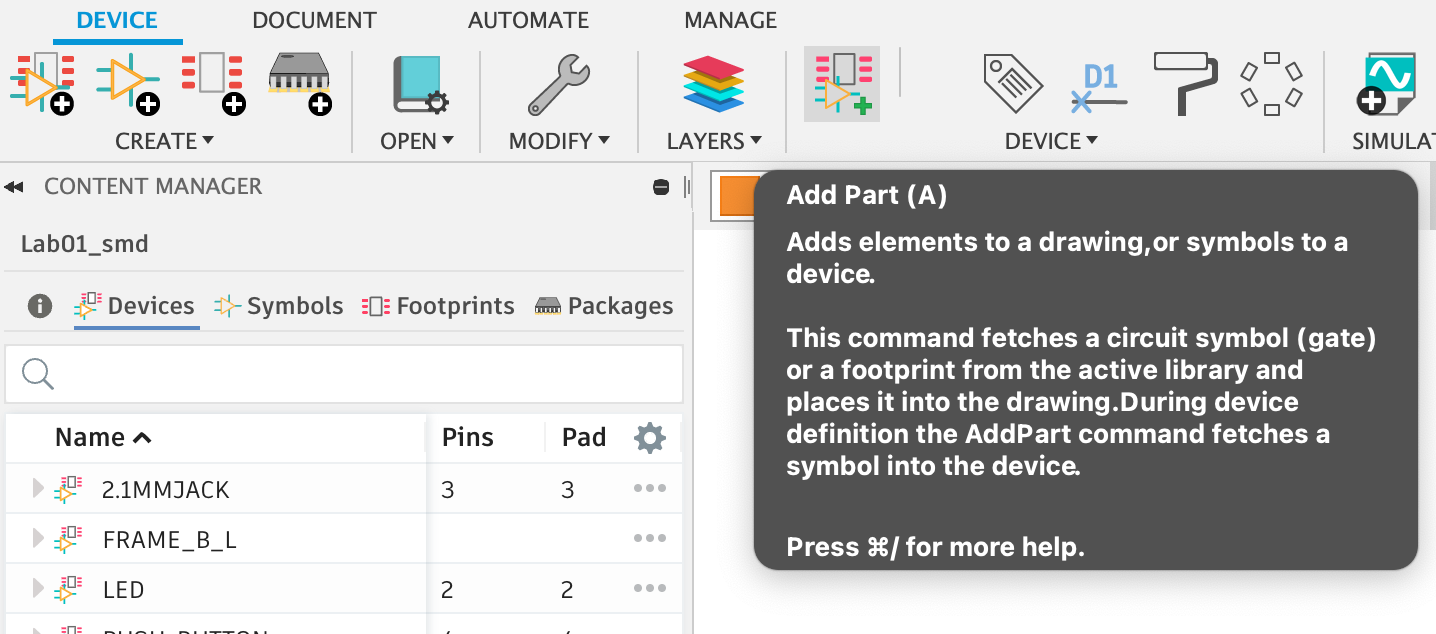 DEVICE DOCUMENT AUTOMATE MANAGE
D1
CREATE OPEN MODIFY LAYERS DEVICE SIMULAT
CONTENT MANAGER
Lab01_smd
Devices Symbols Footprints Packages
Name Pins Pad
2.1MMJACK 3 3
FRAME_B_L
LED 2 2
Add Part (A)
Adds elements to a drawing,or symbols to a
device.
This command fetches a circuit symbol (gate)
or a footprint from the active library and
places it into the drawing.During device
definition the AddPart command fetches a
symbol into the device.
Press ⌘/ for more help.